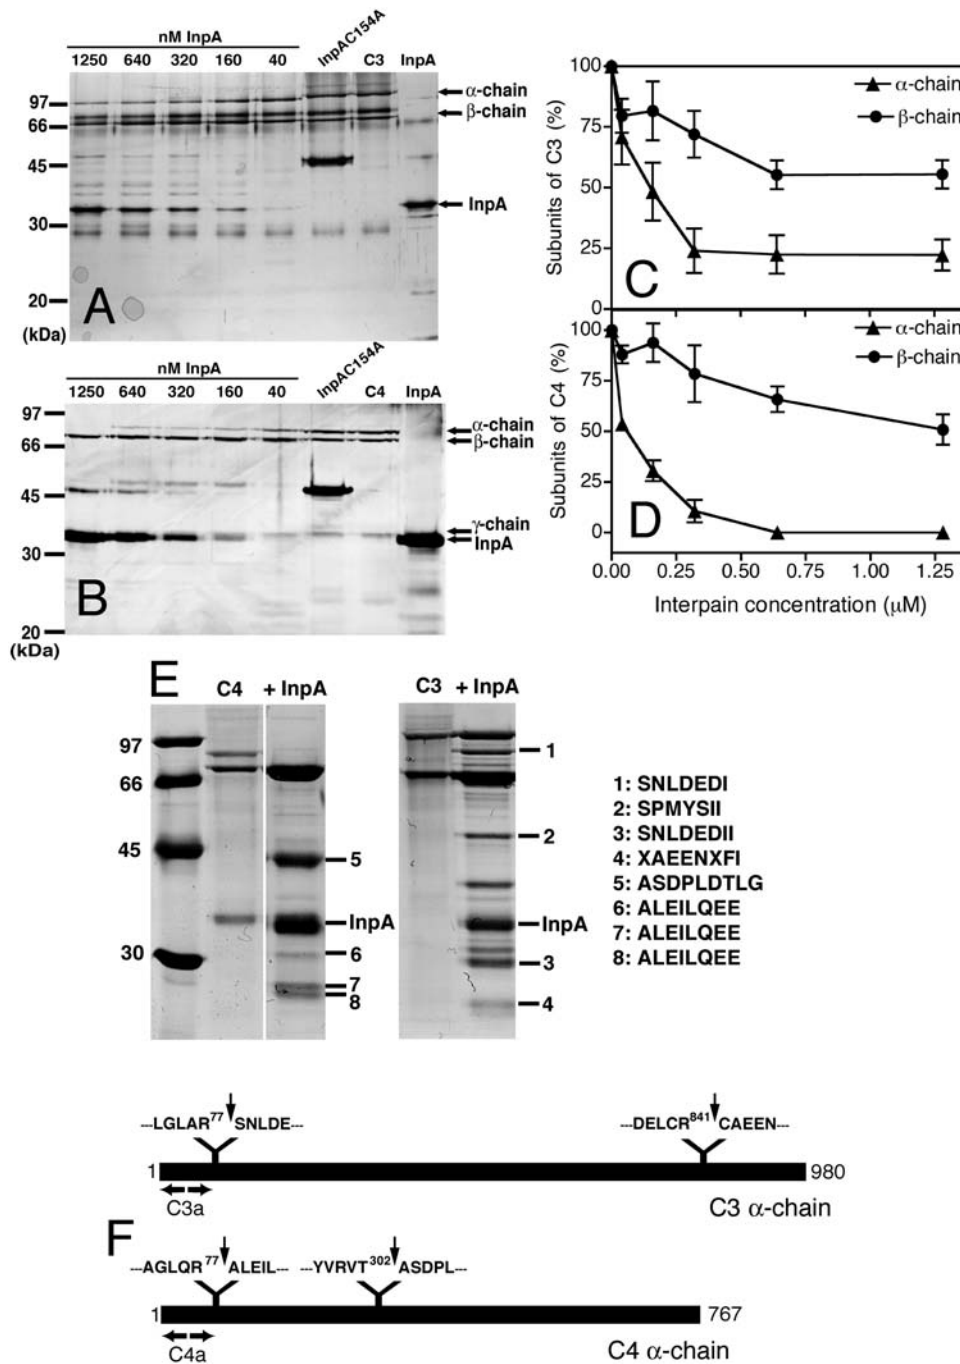 nM InpA
1250 640 320 160 40 InpAC154A C3 InpA
97
66
45
30
20
(kDa)
α-chain
β-chain
InpA
A
nM InpA
1250 640 320 160 40 InpAC154A C4 InpA
97
66
45
30
20
(kDa)
α-chain
β-chain
γ-chain
InpA
B
Subunits of C3 (%)
100
75
50
25
0
α-chain
β-chain
C
Subunits of C4 (%)
100
75
50
25
0
α-chain
β-chain
D
0.00 0.25 0.50 0.75 1.00 1.25
Interpain concentration (μM)
E
C4 + InpA
97
66
45
30
5
InpA
6
7
8
C3 + InpA
1
2
InpA
3
4
1: SNLDEDI
2: SPMYSII
3: SNLDEDII
4: XAEENXFI
5: ASDPLDTLG
6: ALEILQEE
7: ALEILQEE
8: ALEILQEE
---LGLAR77 SNLDE---
---DELCR841 CAEEN---
1
980
C3a
C3 α-chain
F
---AGLQR77 ALEIL---
---YVRVT302 ASDPL---
1
767
C4a
C4 α-chain